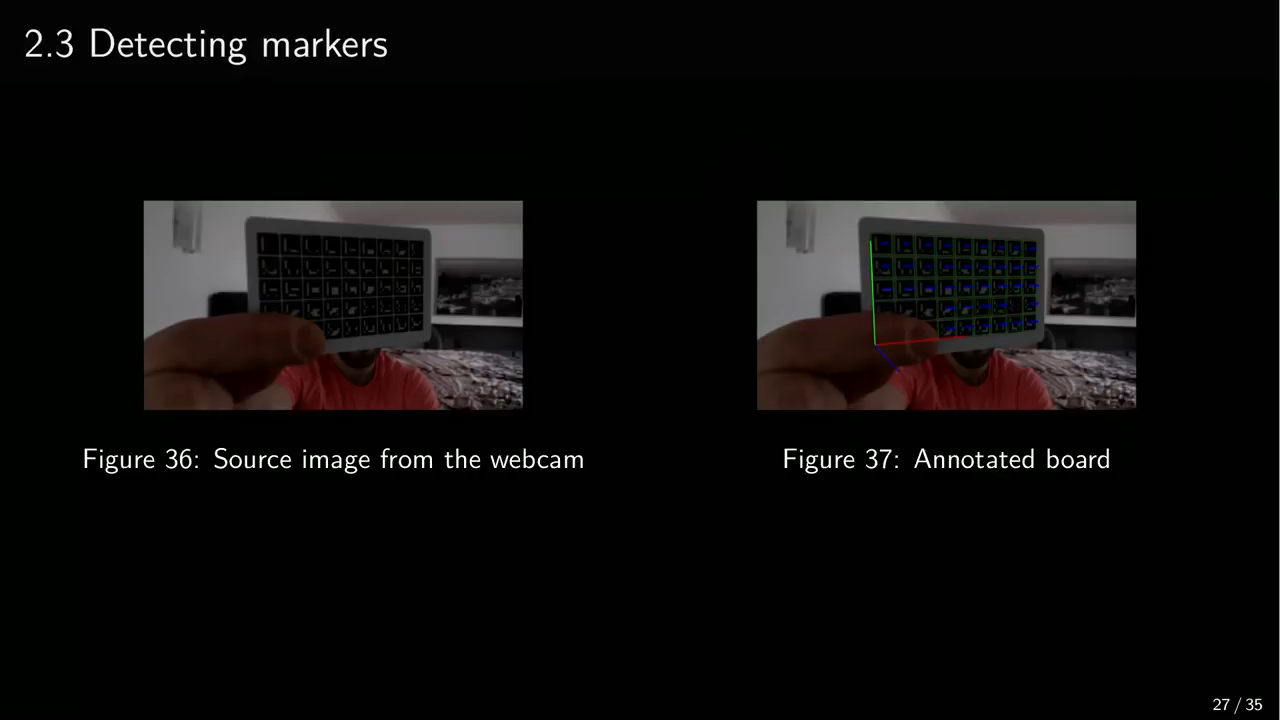 2.3 Detecting markers
Figure 36: Source image from the webcam
Figure 37: Annotated board
27 / 35